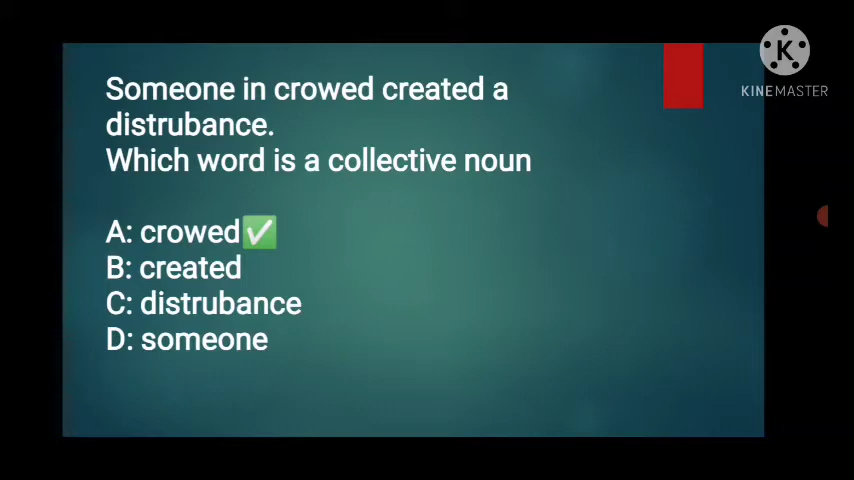 Someone in crowed created a
distrubance.
Which word is a collective noun
A: crowed✅
B: created
C: distrubance
D: someone
K
KINEMASTER